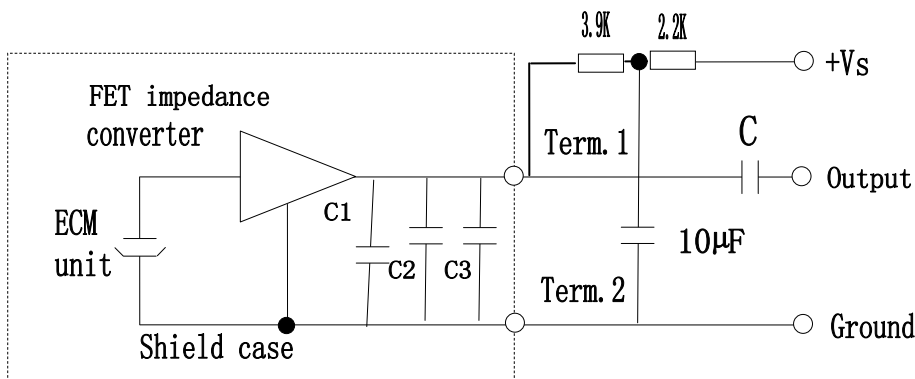 3.9K
2.2K
+Vs
FET impedance
converter
Term.1
C
Output
C1
ECM
unit
C2
C3
10μF
Term.2
Shield case
Ground